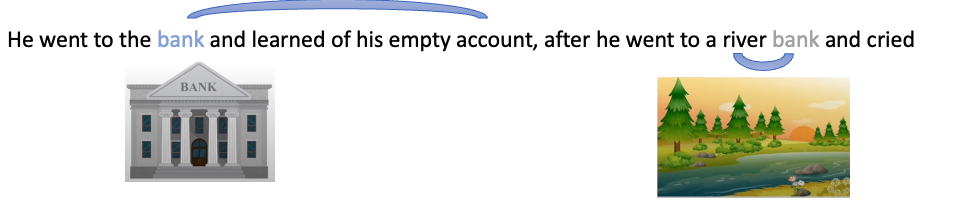 He went to the bank and learned of his empty account, after he went to a river bank and cried
BANK